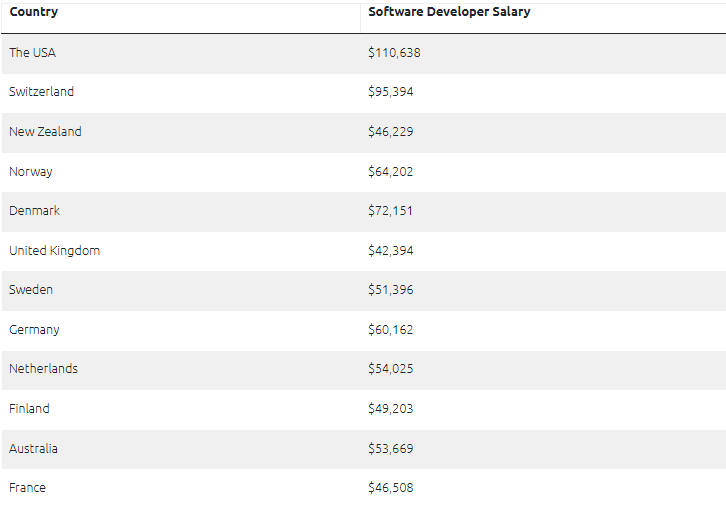 Country Software Developer Salary
The USA $110,638
Switzerland $95,394
New Zealand $46,229
Norway $64,202
Denmark $72,151
United Kingdom $42,394
Sweden $51,396
Germany $60,162
Netherlands $54,025
Finland $49,203
Australia $53,669
France $46,508